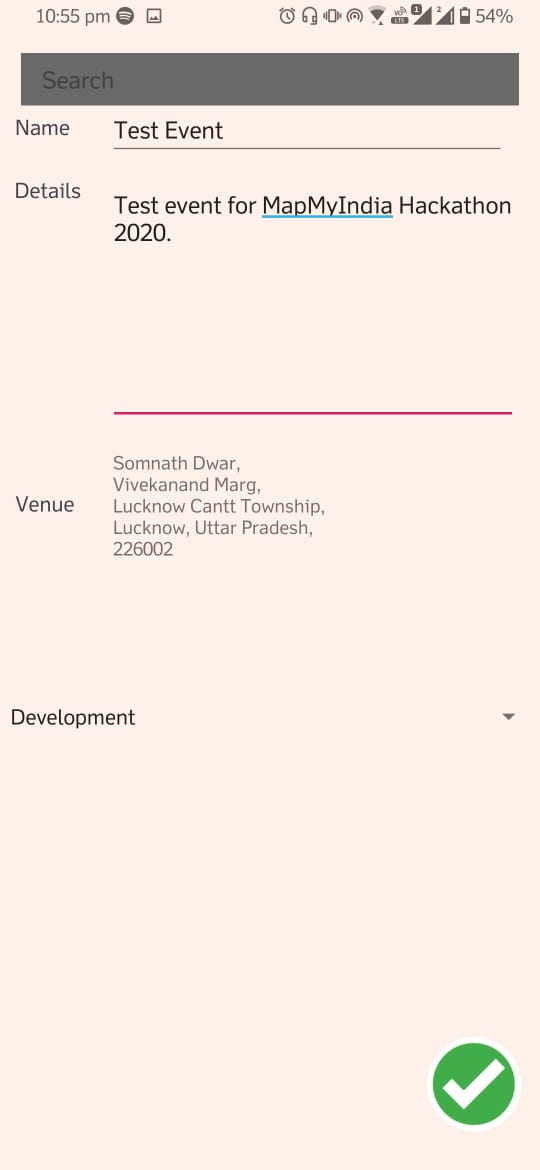 10:55 pm 54%
Search
Name Test Event
Details
Test event for MapMyIndia Hackathon
2020.
Somnath Dwar,
Vivekanand Marg,
Venue Lucknow Cantt Township,
Lucknow, Uttar Pradesh,
226002
Development